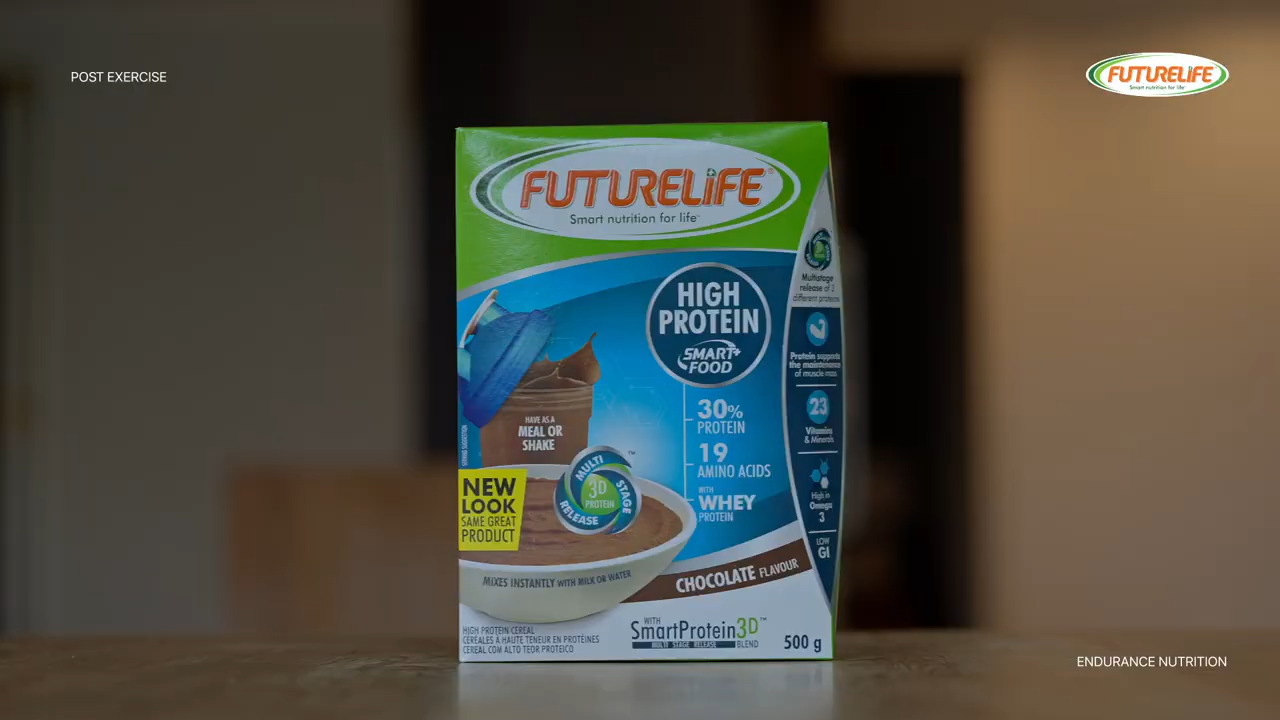 POST EXERCISE
FUTURELIFE
Smart nutrition for life
FUTURELIFE®
Smart nutrition for life™
HIGH
PROTEIN
SMART
FOOD
30%
PROTEIN
19
AMINO ACIDS
WITH
WHEY
PROTEIN
HAVE AS A
MEAL OR
SHAKE
MULTI
STAGE
RELEASE
3D
PROTEIN
™
NEW
LOOK
SAME GREAT
PRODUCT
MIXES INSTANTLY WITH MILK OR WATER
CHOCOLATE FLAVOUR
HIGH PROTEIN CEREAL
CÉRÉALES À HAUTE TENEUR EN PROTÉINES
CEREAL COM ALTO TEOR PROTEICO
WITH
SmartProtein3D™
MULTI STAGE RELEASE BLEND
500 g
Multistage
release of 3
different proteins
Protein supports
the maintenance
of muscle mass
23
Vitamins
& Minerals
High in
Omega
3
LOW
GI
ENDURANCE NUTRITION